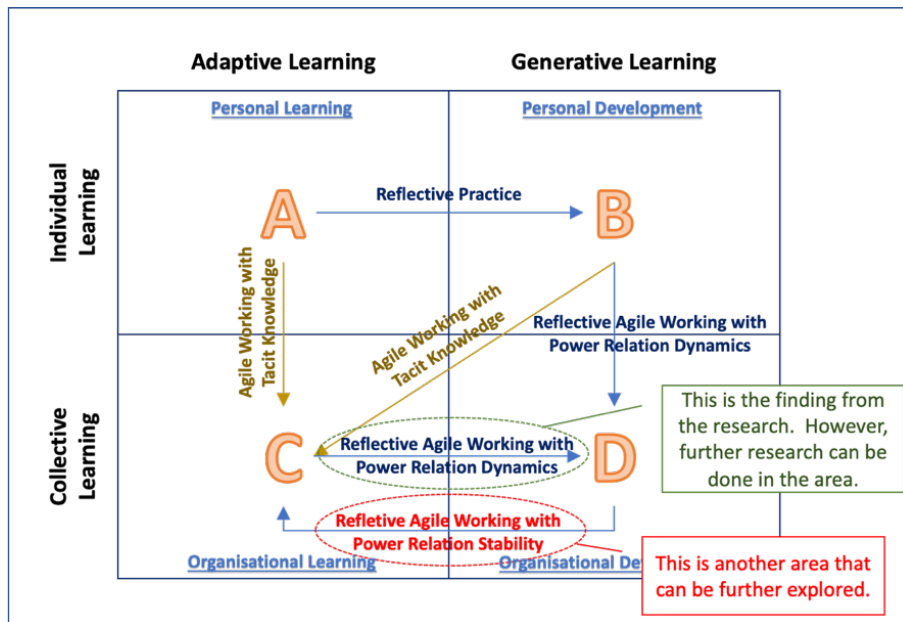 Adaptive Learning
Generative Learning
Personal Learning
Personal Development
Individual
Learning
A
Reflective Practice
B
Agile Working with
Tacit Knowledge
Agile Working with
Tacit Knowledge
Reflective Agile Working with
Power Relation Dynamics
Collective
Learning
C
Reflective Agile Working with
Power Relation Dynamics
D
This is the finding from
the research. However,
further research can be
done in the area.
Refletive Agile Working with
Power Relation Stability
Organisational Learning
Organisational Dev
This is another area that
can be further explored.